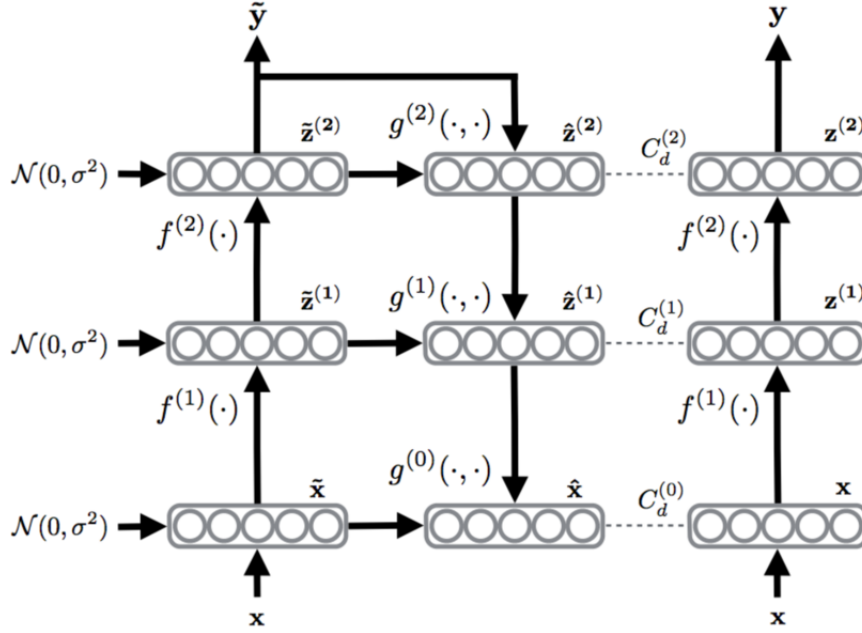 ỹ y
z̃⁽²⁾ g⁽²⁾(·, ·) ẑ⁽²⁾ C_d⁽²⁾ z⁽²⁾
𝒩(0, σ²)
f⁽²⁾(·) f⁽²⁾(·)
z̃⁽¹⁾ g⁽¹⁾(·, ·) ẑ⁽¹⁾ C_d⁽¹⁾ z⁽¹⁾
𝒩(0, σ²)
f⁽¹⁾(·) f⁽¹⁾(·)
x̃ g⁽⁰⁾(·, ·) x̂ C_d⁽⁰⁾ x
𝒩(0, σ²)
x x